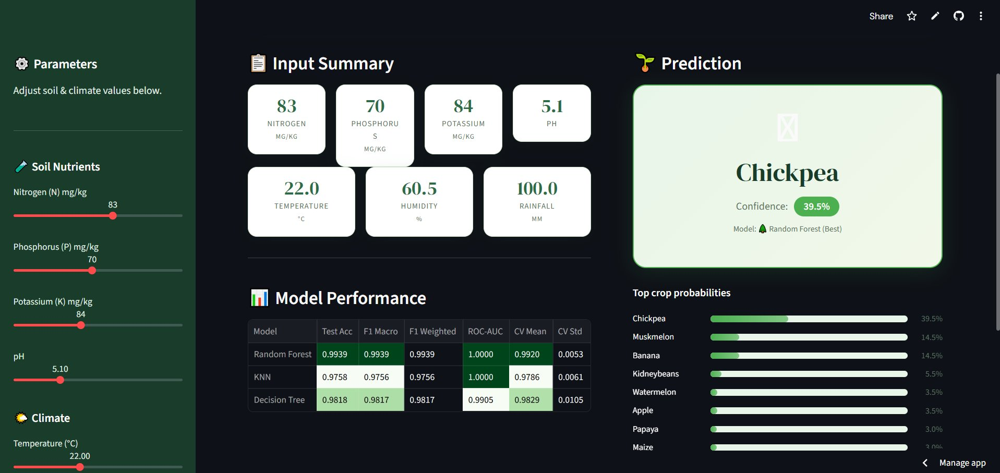 Share
Parameters
Adjust soil & climate values below.
Soil Nutrients
Nitrogen (N) mg/kg
83
Phosphorus (P) mg/kg
70
Potassium (K) mg/kg
84
pH
5.10
Climate
Temperature (°C)
22.00
Input Summary
83
NITROGEN
MG/KG
70
PHOSPHORU
S
MG/KG
84
POTASSIUM
MG/KG
5.1
PH
22.0
TEMPERATURE
°C
60.5
HUMIDITY
%
100.0
RAINFALL
MM
Model Performance
Model Test Acc F1 Macro F1 Weighted ROC-AUC CV Mean CV Std
Random Forest 0.9939 0.9939 0.9939 1.0000 0.9920 0.0053
KNN 0.9758 0.9756 0.9756 1.0000 0.9786 0.0061
Decision Tree 0.9818 0.9817 0.9817 0.9905 0.9829 0.0105
Prediction
Chickpea
Confidence: 39.5%
Model: Random Forest (Best)
Top crop probabilities
Chickpea 39.5%
Muskmelon 14.5%
Banana 14.5%
Kidneybeans 5.5%
Watermelon 3.5%
Apple 3.5%
Papaya 3.0%
Maize 3.0%
Manage app